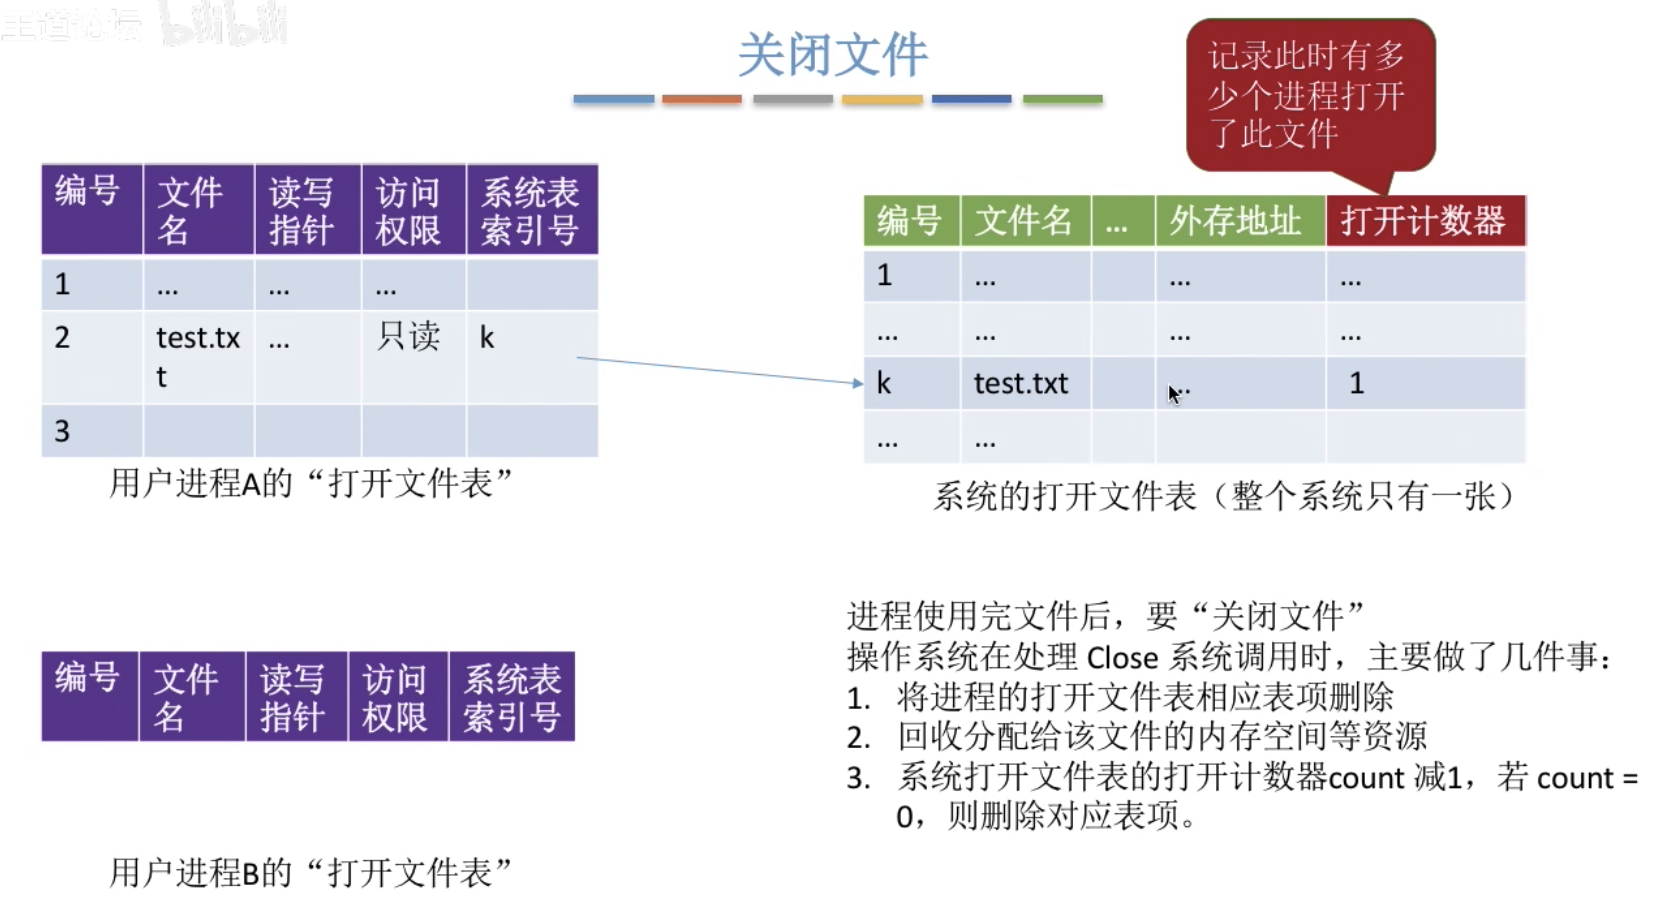 王道论坛 bilibili
关闭文件
记录此时有多
少个进程打开
了此文件
编号 文件名 读写指针 访问权限 系统表索引号
1 ... ... ...
2 test.txt ... 只读 k
3
用户进程A的“打开文件表”
编号 文件名 ... 外存地址 打开计数器
1 ... ... ...
... ... ... ...
k test.txt ... 1
... ...
系统的打开文件表（整个系统只有一张）
编号 文件名 读写指针 访问权限 系统表索引号
用户进程B的“打开文件表”
进程使用完文件后，要“关闭文件”
操作系统在处理 Close 系统调用时，主要做了几件事：
1. 将进程的打开文件表相应表项删除
2. 回收分配给该文件的内存空间等资源
3. 系统打开文件表的打开计数器count 减1，若 count =
0，则删除对应表项。